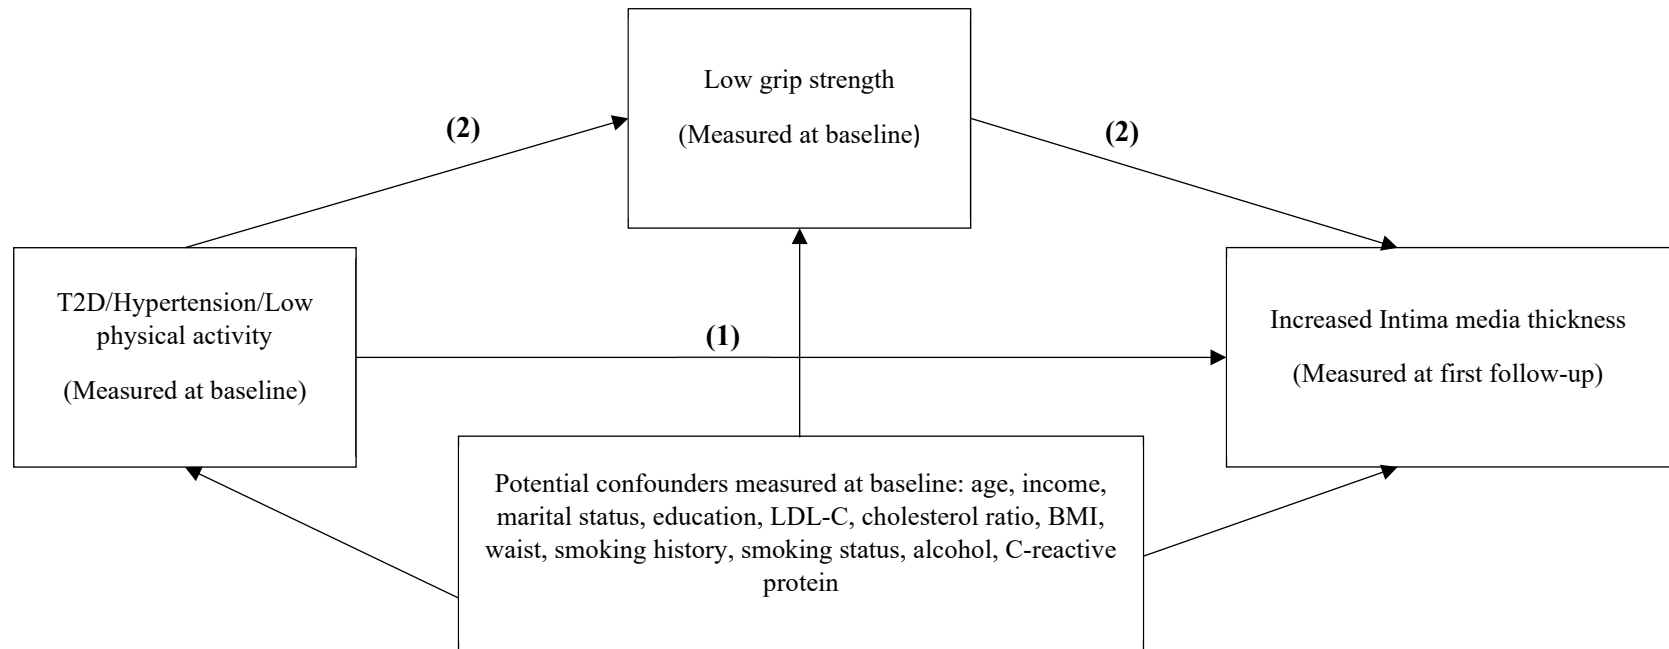 Low grip strength
(Measured at baseline)
(2)
(2)
T2D/Hypertension/Low
physical activity
(Measured at baseline)
(1)
Increased Intima media thickness
(Measured at first follow-up)
Potential confounders measured at baseline: age, income,
marital status, education, LDL-C, cholesterol ratio, BMI,
waist, smoking history, smoking status, alcohol, C-reactive
protein